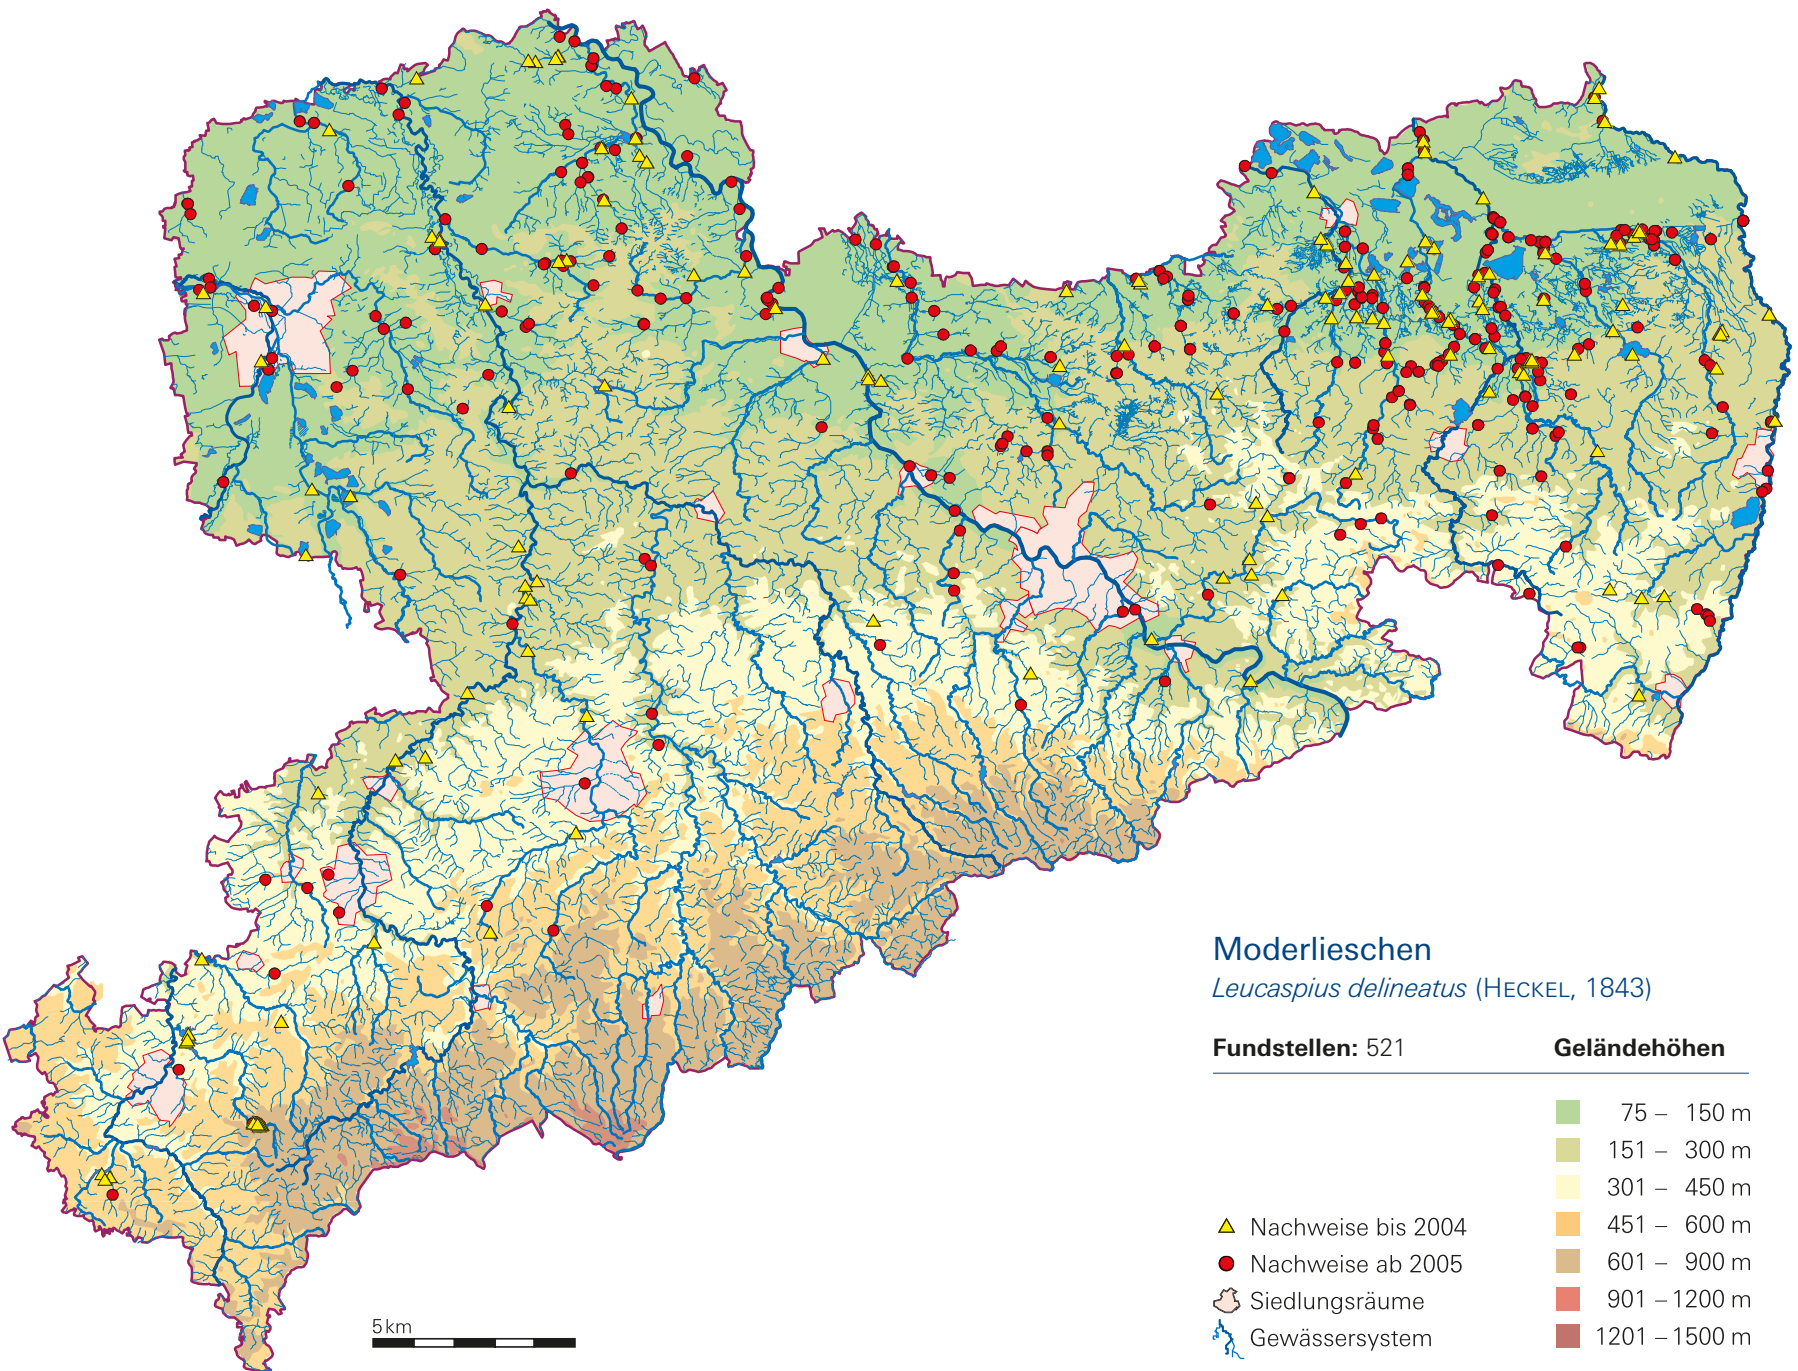 Moderlieschen
Leucaspius delineatus (HECKEL, 1843)
Fundstellen: 521
Geländehöhen
75 – 150 m
151 – 300 m
301 – 450 m
451 – 600 m
601 – 900 m
901 – 1200 m
1201 – 1500 m
Nachweise bis 2004
Nachweise ab 2005
Siedlungsräume
Gewässersystem
5 km